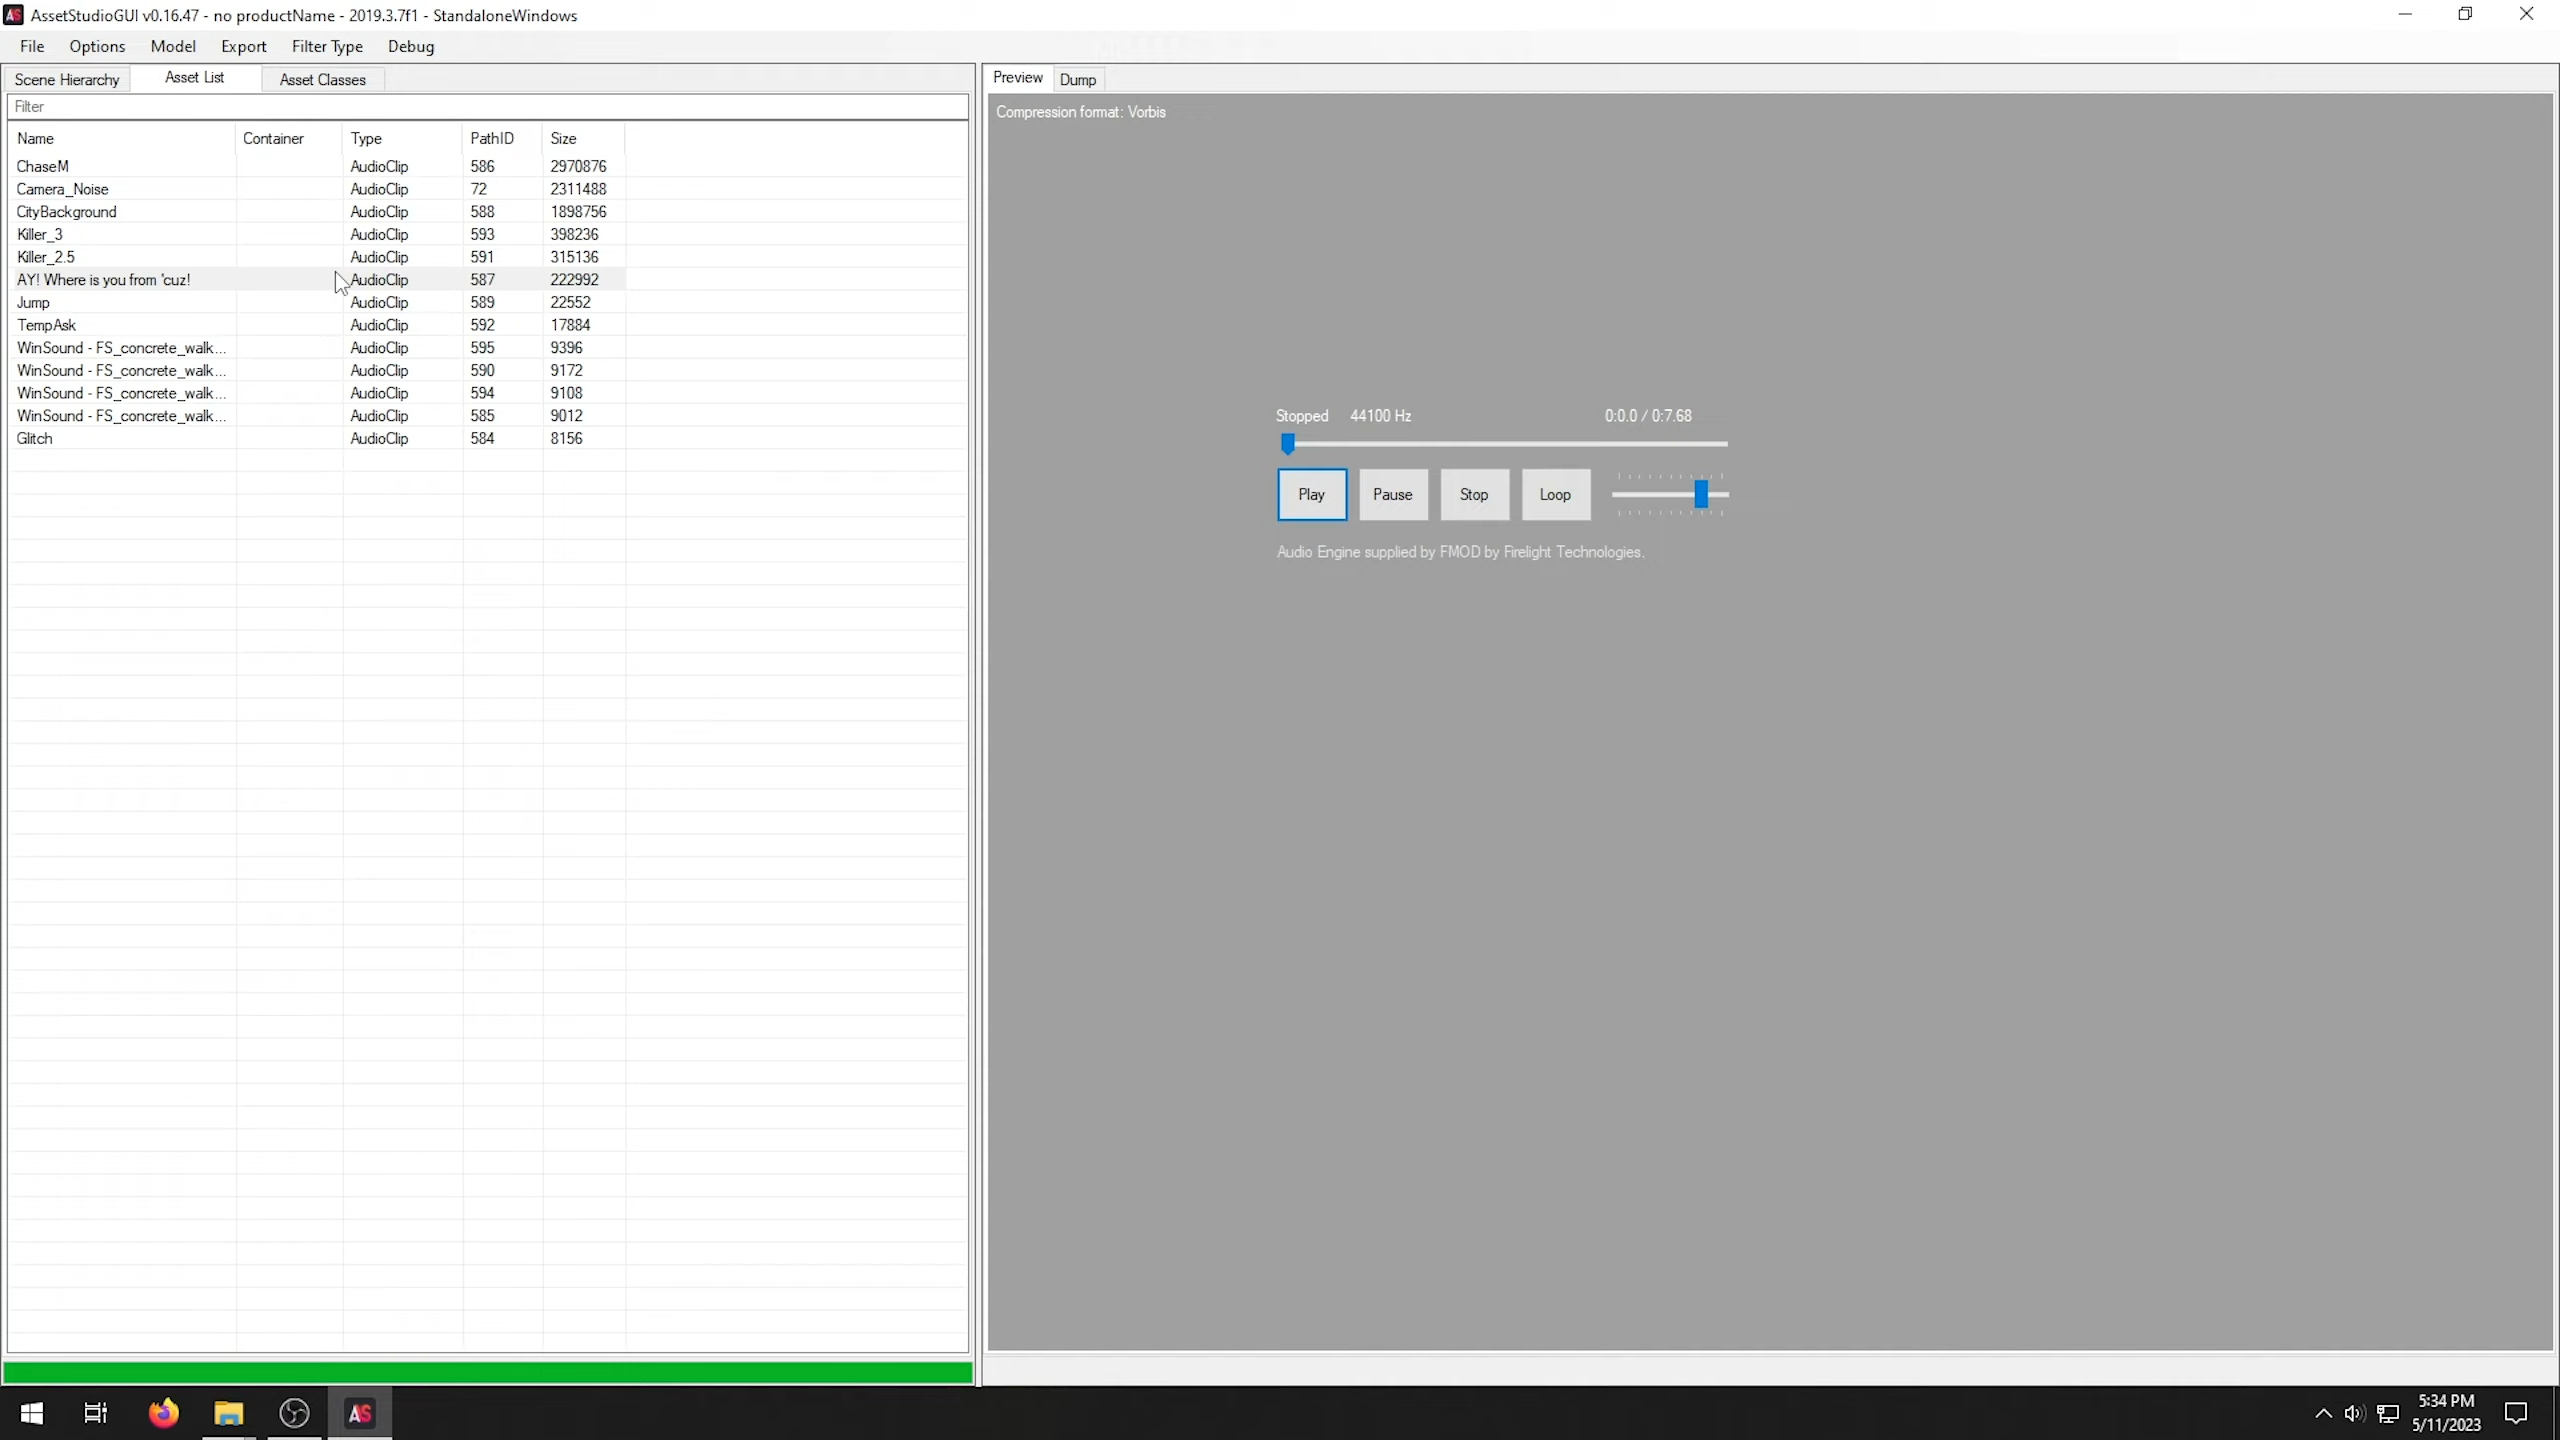 AssetStudioGUI v0.16.47 - no productName - 2019.3.7f1 - StandaloneWindows
File Options Model Export Filter Type Debug
Scene Hierarchy Asset List Asset Classes
Filter
Name Container Type PathID Size
ChaseM AudioClip 586 2970876
Camera_Noise AudioClip 72 2311488
CityBackground AudioClip 588 1898756
Killer_3 AudioClip 593 398236
Killer_2.5 AudioClip 591 315136
AY! Where is you from 'cuz! AudioClip 587 222992
Jump AudioClip 589 22552
TempAsk AudioClip 592 17884
WinSound - FS_concrete_walk... AudioClip 595 9396
WinSound - FS_concrete_walk... AudioClip 590 9172
WinSound - FS_concrete_walk... AudioClip 594 9108
WinSound - FS_concrete_walk... AudioClip 585 9012
Glitch AudioClip 584 8156
Preview Dump
Compression format: Vorbis
Stopped 44100 Hz 0:0.0 / 0:7.68
Play Pause Stop Loop
Audio Engine supplied by FMOD by Firelight Technologies.
AS
5:34 PM
5/11/2023